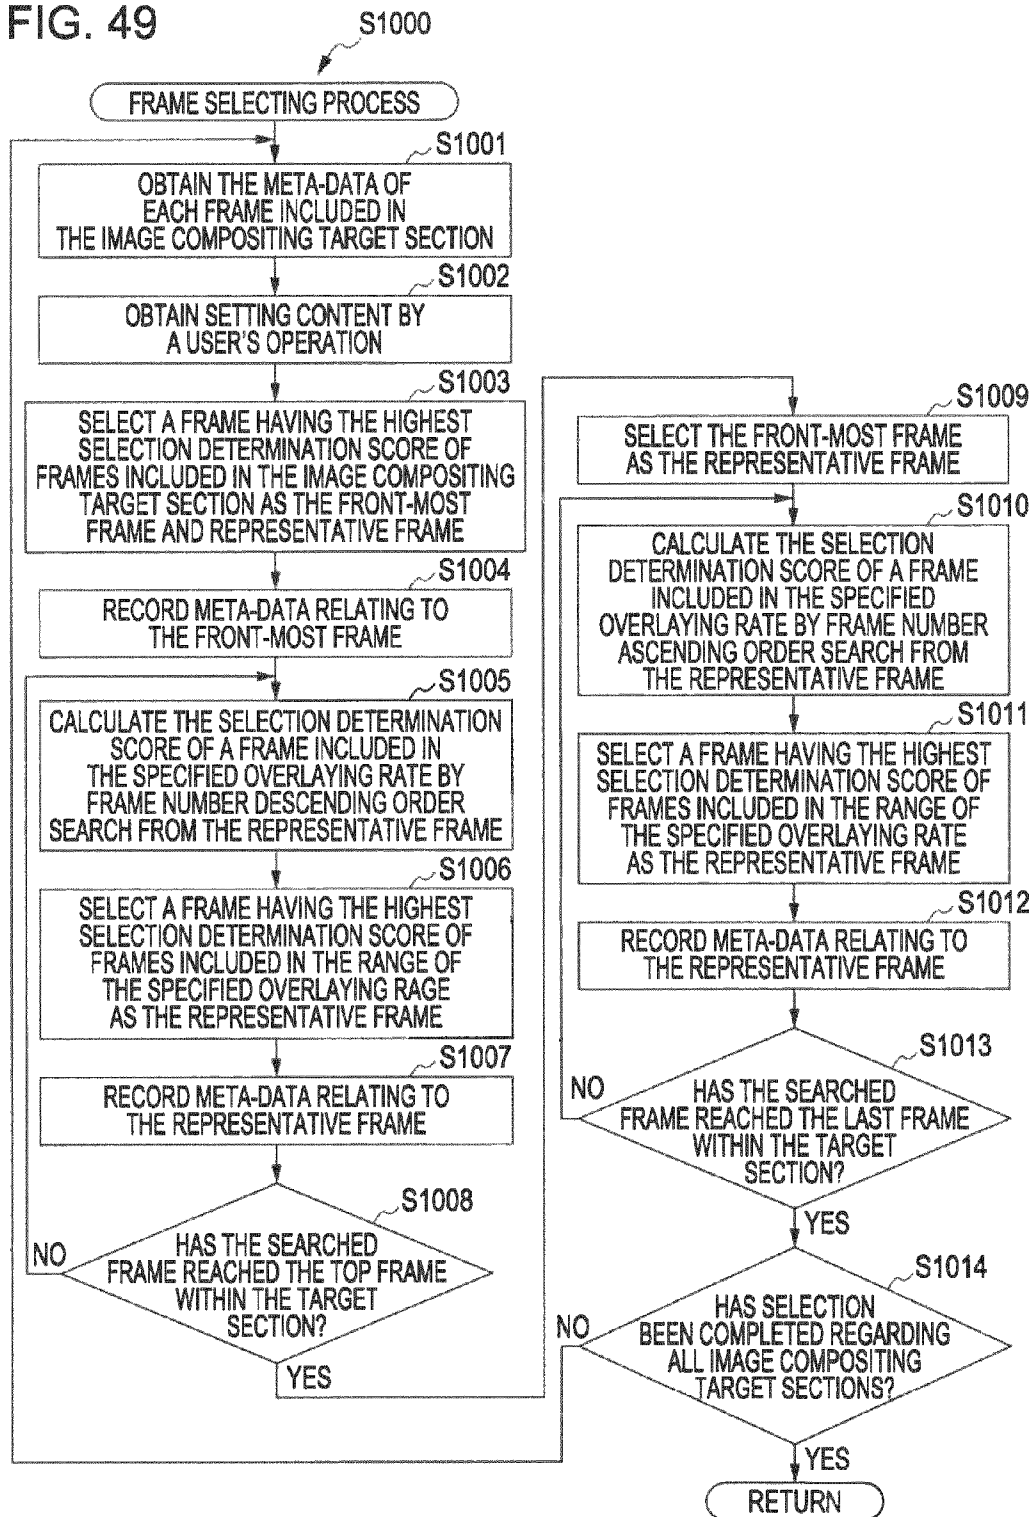 FIG. 49
S1000
FRAME SELECTING PROCESS
S1001
OBTAIN THE META-DATA OF
EACH FRAME INCLUDED IN
THE IMAGE COMPOSITING TARGET SECTION
S1002
OBTAIN SETTING CONTENT BY
A USER'S OPERATION
S1003
SELECT A FRAME HAVING THE HIGHEST
SELECTION DETERMINATION SCORE OF
FRAMES INCLUDED IN THE IMAGE COMPOSITING
TARGET SECTION AS THE FRONT-MOST
FRAME AND REPRESENTATIVE FRAME
S1004
RECORD META-DATA RELATING TO
THE FRONT-MOST FRAME
S1005
CALCULATE THE SELECTION DETERMINATION
SCORE OF A FRAME INCLUDED IN
THE SPECIFIED OVERLAYING RATE BY
FRAME NUMBER DESCENDING ORDER
SEARCH FROM THE REPRESENTATIVE FRAME
S1006
SELECT A FRAME HAVING THE HIGHEST
SELECTION DETERMINATION SCORE OF
FRAMES INCLUDED IN THE RANGE OF
THE SPECIFIED OVERLAYING RAGE
AS THE REPRESENTATIVE FRAME
S1007
RECORD META-DATA RELATING TO
THE REPRESENTATIVE FRAME
S1008
HAS THE SEARCHED
FRAME REACHED THE TOP FRAME
WITHIN THE TARGET
SECTION?
NO
YES
S1009
SELECT THE FRONT-MOST FRAME
AS THE REPRESENTATIVE FRAME
S1010
CALCULATE THE SELECTION
DETERMINATION SCORE OF A FRAME
INCLUDED IN THE SPECIFIED
OVERLAYING RATE BY FRAME NUMBER
ASCENDING ORDER SEARCH FROM
THE REPRESENTATIVE FRAME
S1011
SELECT A FRAME HAVING THE HIGHEST
SELECTION DETERMINATION SCORE OF
FRAMES INCLUDED IN THE RANGE OF
THE SPECIFIED OVERLAYING RATE
AS THE REPRESENTATIVE FRAME
S1012
RECORD META-DATA RELATING TO
THE REPRESENTATIVE FRAME
S1013
NO
HAS THE SEARCHED
FRAME REACHED THE LAST FRAME
WITHIN THE TARGET
SECTION?
YES
S1014
NO
HAS SELECTION
BEEN COMPLETED REGARDING
ALL IMAGE COMPOSITING
TARGET SECTIONS?
YES
RETURN